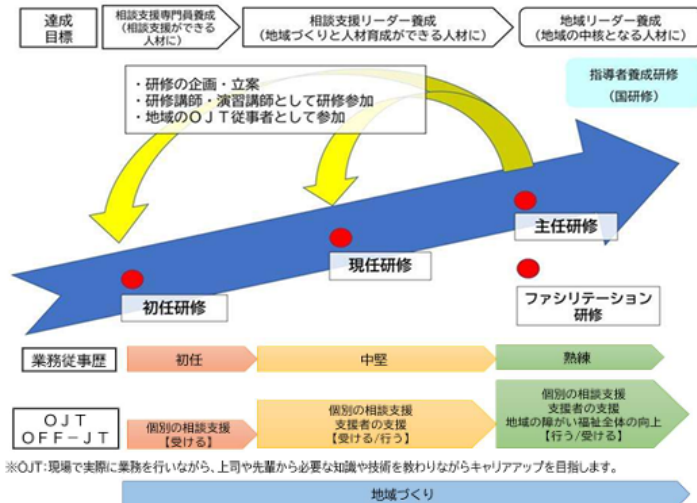 達成
目標
相談支援専門員養成
(相談支援ができる
人材に)
相談支援リーダー養成
(地域づくりと人材育成ができる人材に)
地域リーダー養成
(地域の中核となる人材に)
指導者養成研修
(国研修)
・研修の企画・立案
・研修講師・演習講師として研修参加
・地域のOJT従事者として参加
主任研修
現任研修
初任研修
ファシリテーション
研修
業務従事歴
初任
中堅
熟練
OJT
OFF-JT
個別の相談支援
【受ける】
個別の相談支援
支援者の支援
【受ける/行う】
個別の相談支援
支援者の支援
地域の障がい福祉全体の向上
【行う/受ける】
※OJT:現場で実際に業務を行いながら、上司や先輩から必要な知識や技術を教わりながらキャリアアップを目指します。
地域づくり